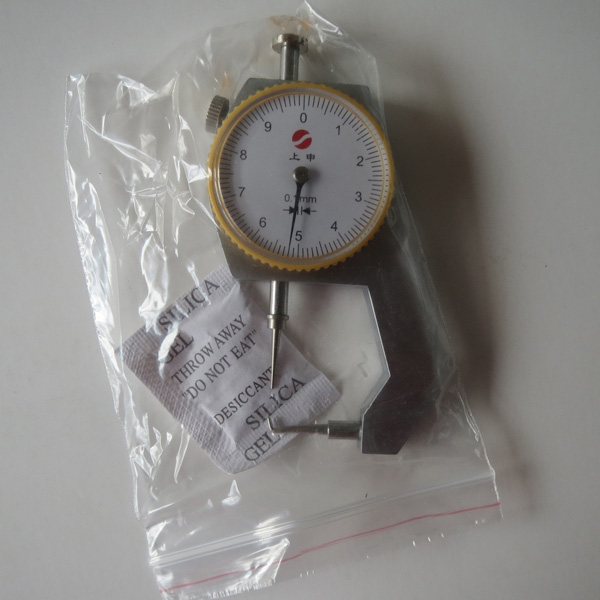 0
1
2
3
4
5
6
7
8
9
上申
0.1mm
SILICA
GEL
THROW AWAY
"DO NOT EAT"
DESICCANT
SILICA
GEL